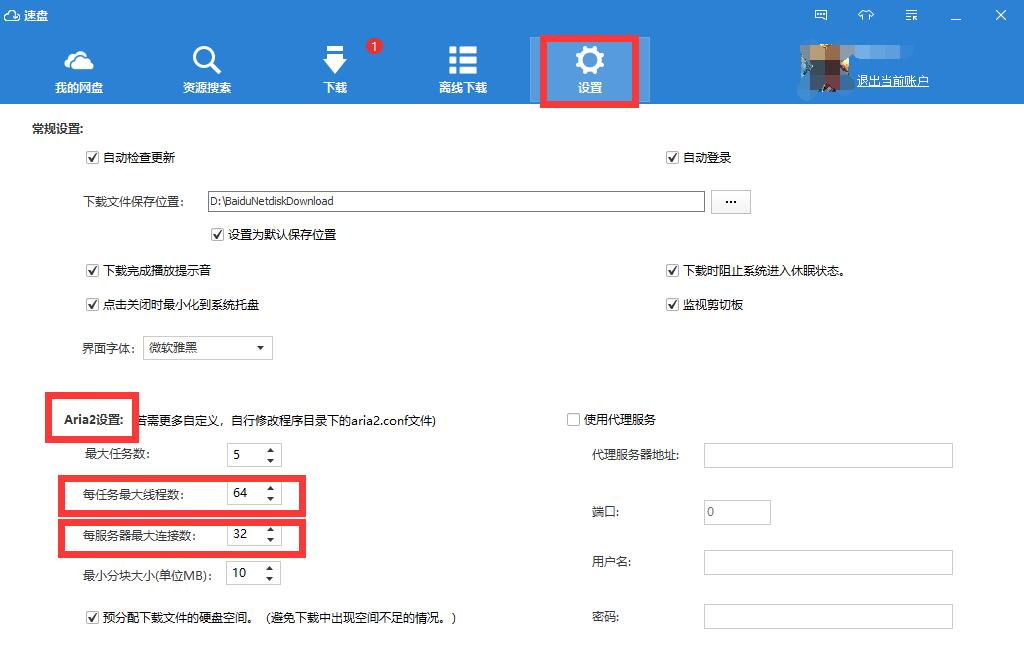 速盘
我的网盘
资源搜索
下载
1
离线下载
设置
退出当前账户
常规设置:
自动检查更新
自动登录
下载文件保存位置:
D:\BaiduNetdiskDownload
...
设置为默认保存位置
下载完成播放提示音
下载时阻止系统进入休眠状态。
点击关闭时最小化到系统托盘
监视剪切板
界面字体:
微软雅黑
Aria2设置:
若需更多自定义，自行修改程序目录下的aria2.conf文件)
使用代理服务
最大任务数:
5
代理服务器地址:
每任务最大线程数:
64
端口:
0
每服务器最大连接数:
32
用户名:
最小分块大小(单位MB):
10
预分配下载文件的硬盘空间。（避免下载中出现空间不足的情况。）
密码: